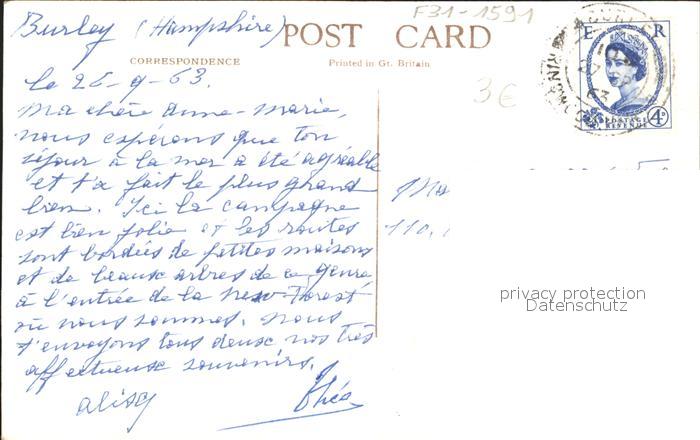 Burley (Hampshire)
POST CARD
F31-1591
CORRESPONDENCE
Printed in Gt. Britain
3€
E R
4D
POSTAGE
REVENUE
le 26-9-63.
Ma chère Anne-Marie,
nous espérons que ton
séjour à la mer a été agréable
et t'a fait le plus grand
bien. Ici la campagne
est bien jolie et les routes
sont bordées de petites maisons
et de beaux arbres de ce genre
à l'entrée de la New-Forest
où nous sommes. Nous
t'envoyons tous deux nos très
affectueux souvenirs.
Théo
110.
privacy protection
Datenschutz